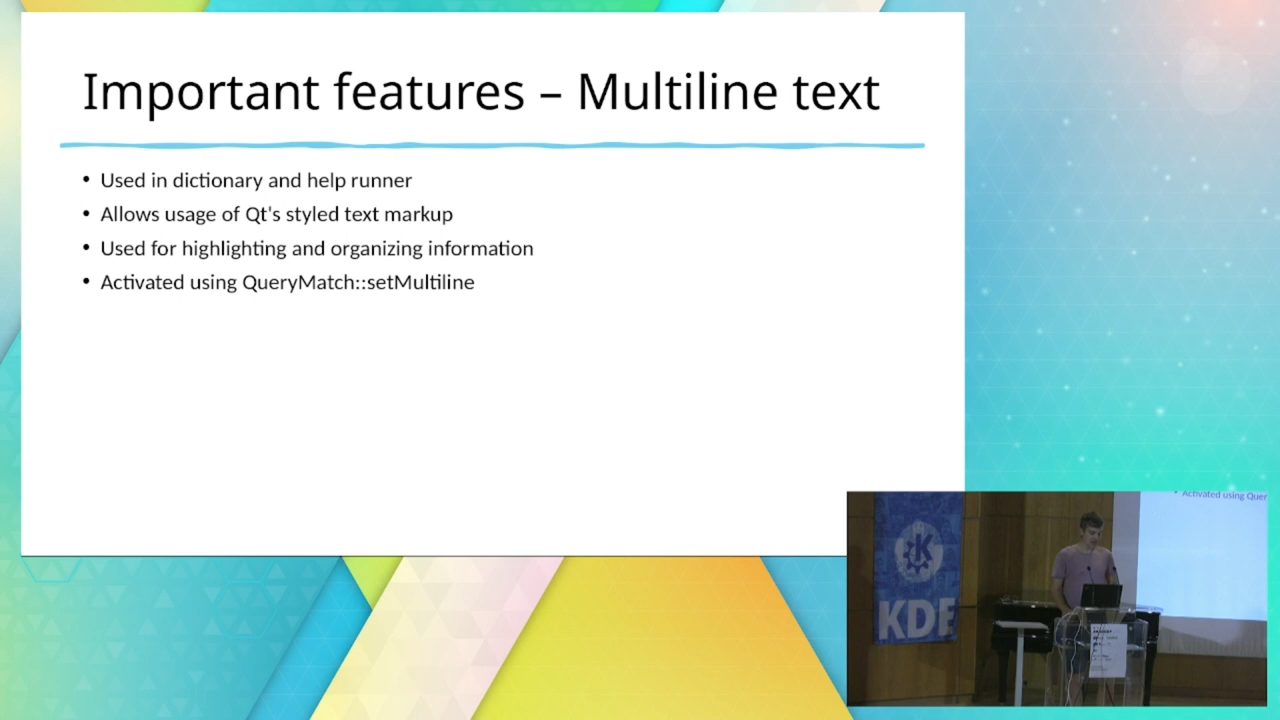 Important features – Multiline text
• Used in dictionary and help runner
• Allows usage of Qt's styled text markup
• Used for highlighting and organizing information
• Activated using QueryMatch::setMultiline
• Activated using Quer
KDE